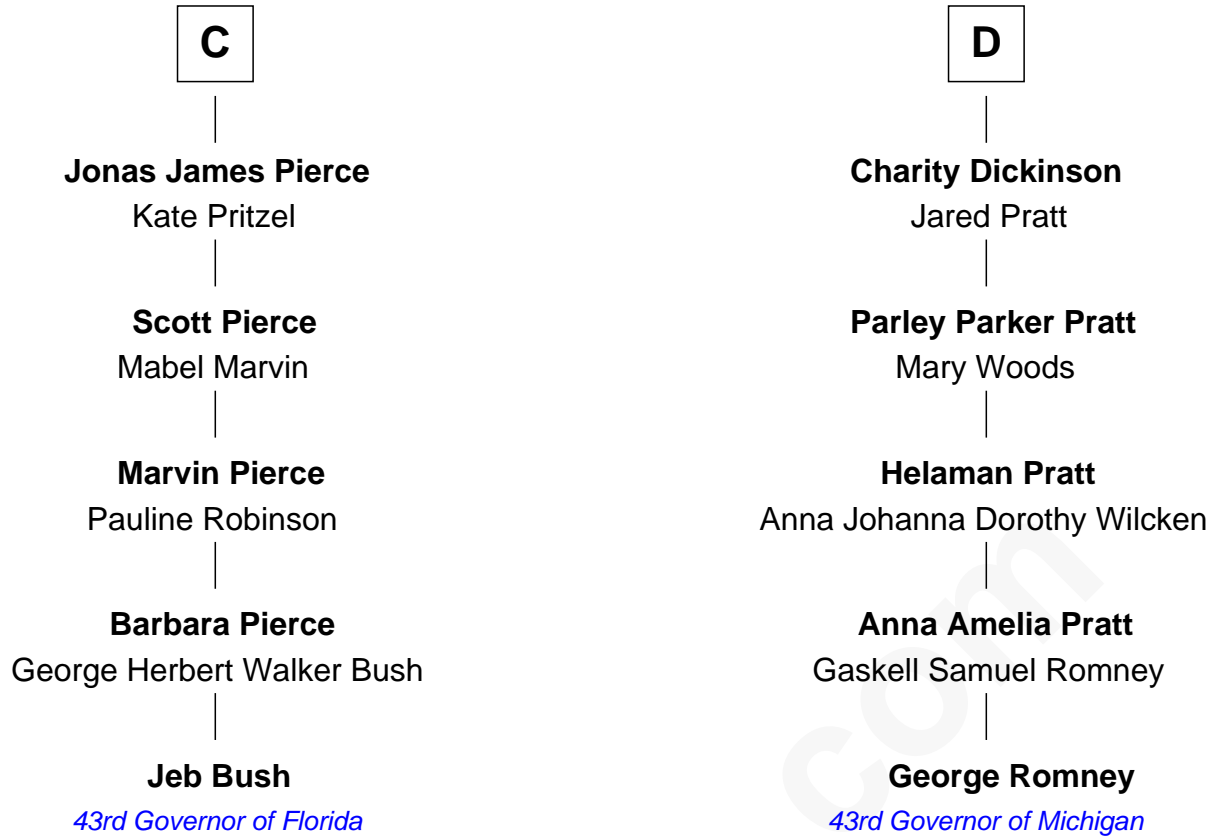 C
Jonas James Pierce
Kate Pritzel
Scott Pierce
Mabel Marvin
Marvin Pierce
Pauline Robinson
Barbara Pierce
George Herbert Walker Bush
Jeb Bush
43rd Governor of Florida
D
Charity Dickinson
Jared Pratt
Parley Parker Pratt
Mary Woods
Helaman Pratt
Anna Johanna Dorothy Wilcken
Anna Amelia Pratt
Gaskell Samuel Romney
George Romney
43rd Governor of Michigan
com